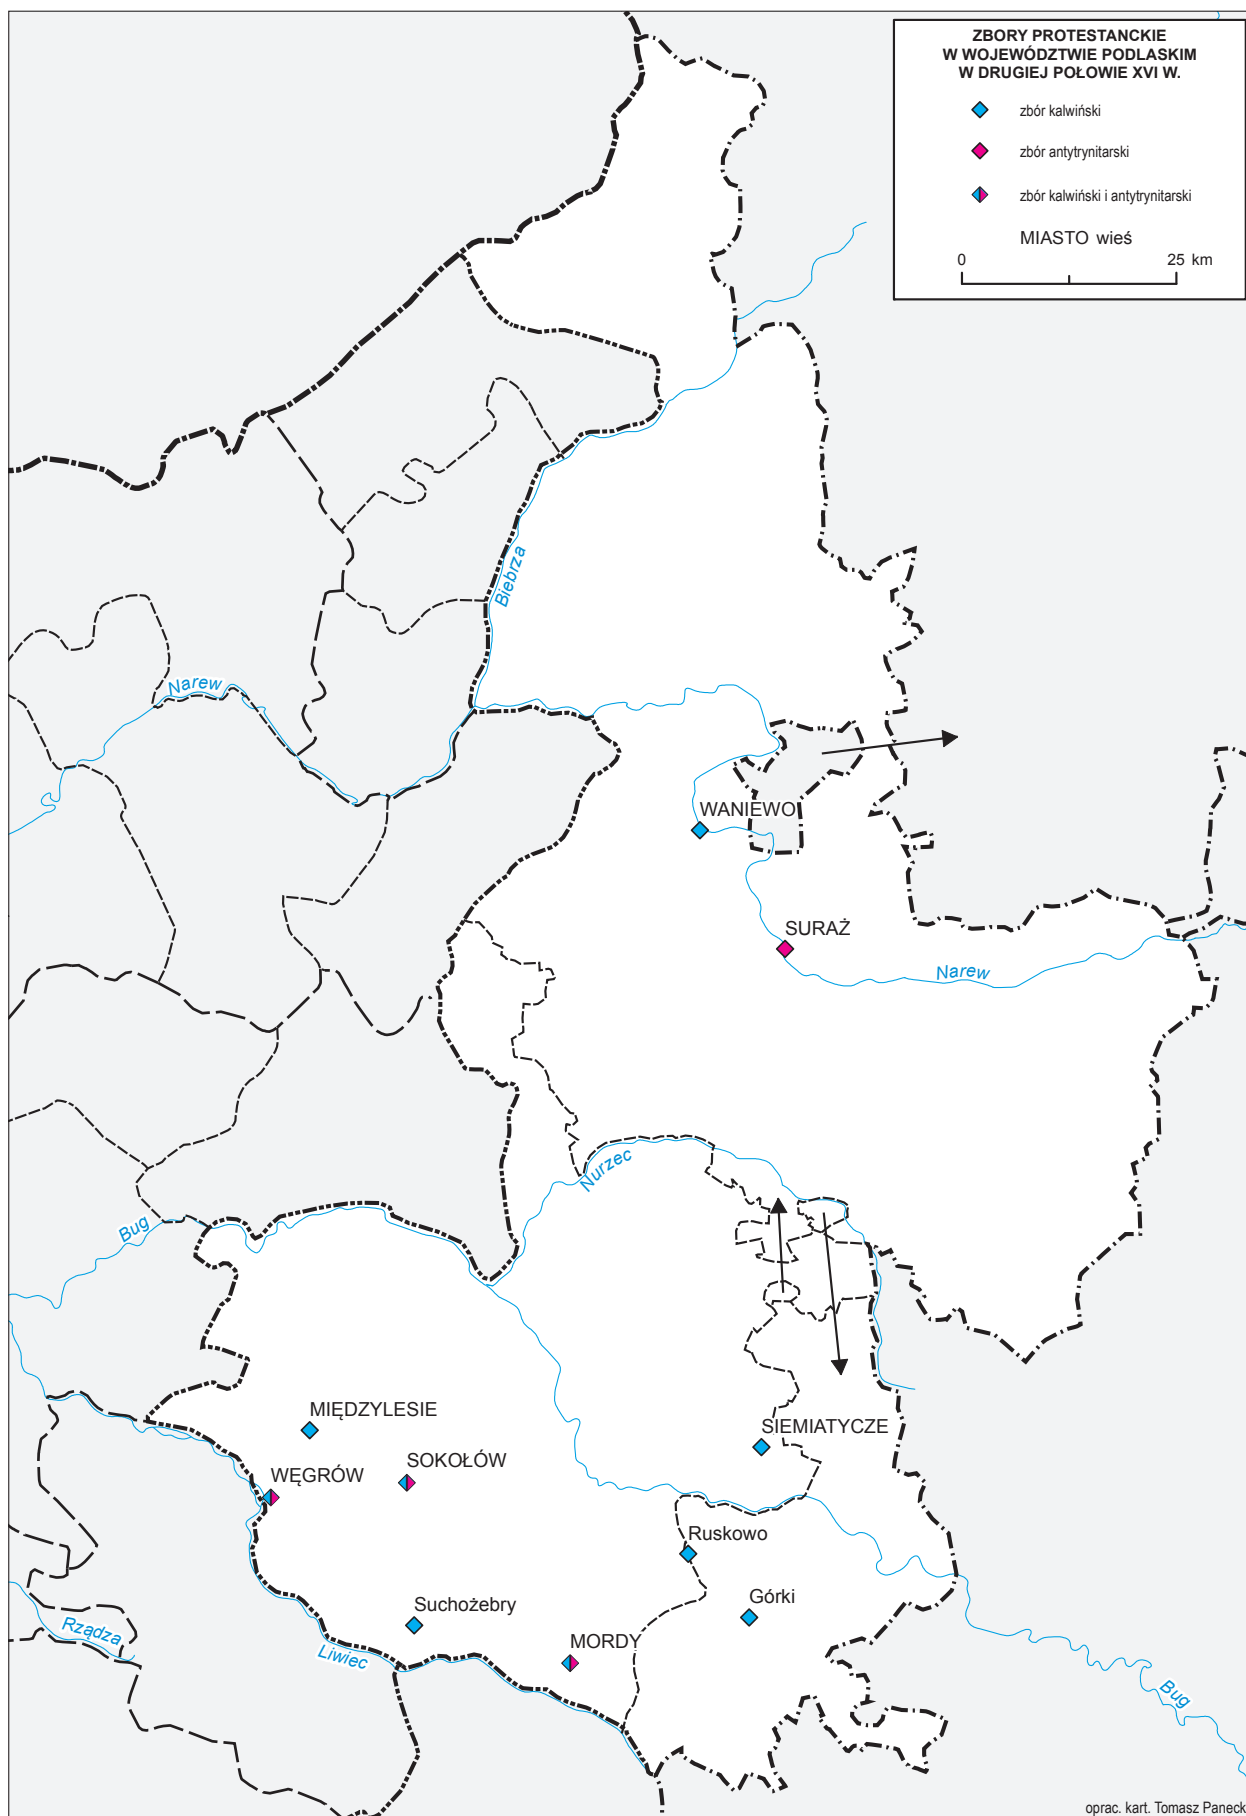 ZBORY PROTESTANCKIE
W WOJEWÓDZTWIE PODLASKIM
W DRUGIEJ POŁOWIE XVI W.
zbór kalwiński
zbór antytrynitarski
zbór kalwiński i antytrynitarski
MIASTO wieś
0 25 km
Biebrza
Narew
WANIEWO
SURAŻ
Narew
Nurzec
Bug
MIĘDZYLESIE
SIEMIATYCZE
SOKOŁÓW
WĘGRÓW
Ruskowo
Górki
Suchożebry
Rządza
Liwiec
MORDY
Bug
oprac. kart. Tomasz Paneck